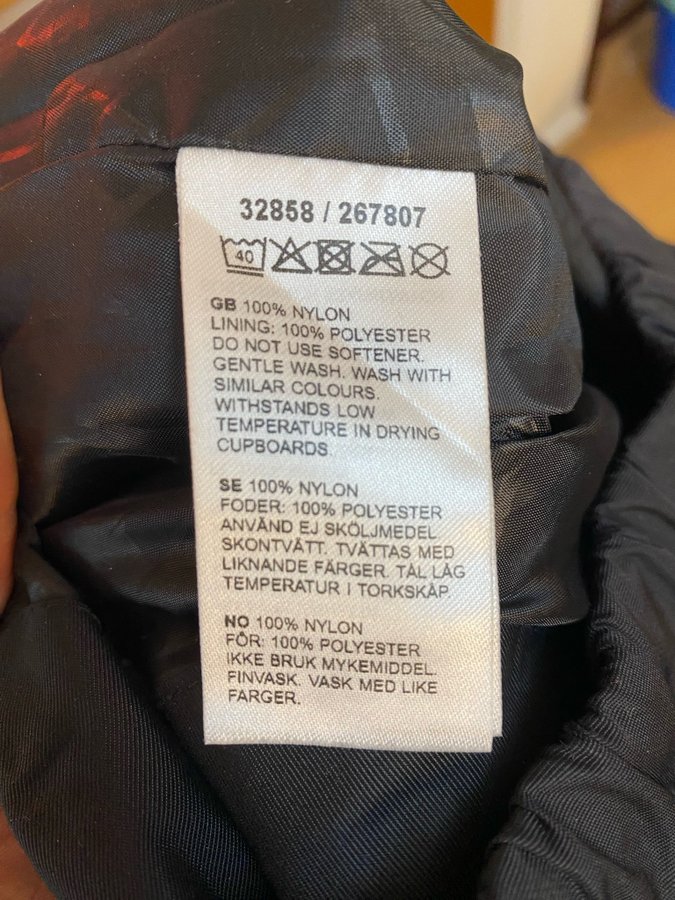 32858 / 267807
40
GB 100% NYLON
LINING: 100% POLYESTER
DO NOT USE SOFTENER.
GENTLE WASH. WASH WITH
SIMILAR COLOURS.
WITHSTANDS LOW
TEMPERATURE IN DRYING
CUPBOARDS
SE 100% NYLON
FODER: 100% POLYESTER
ANVÄND EJ SKÖLJMEDEL
SKONTVÄTT. TVÄTTAS MED
LIKNANDE FÄRGER. TÅL LÅG
TEMPERATUR I TORKSKÅP.
NO 100% NYLON
FÔR: 100% POLYESTER
IKKE BRUK MYKEMIDDEL.
FINVASK. VASK MED LIKE
FARGER.